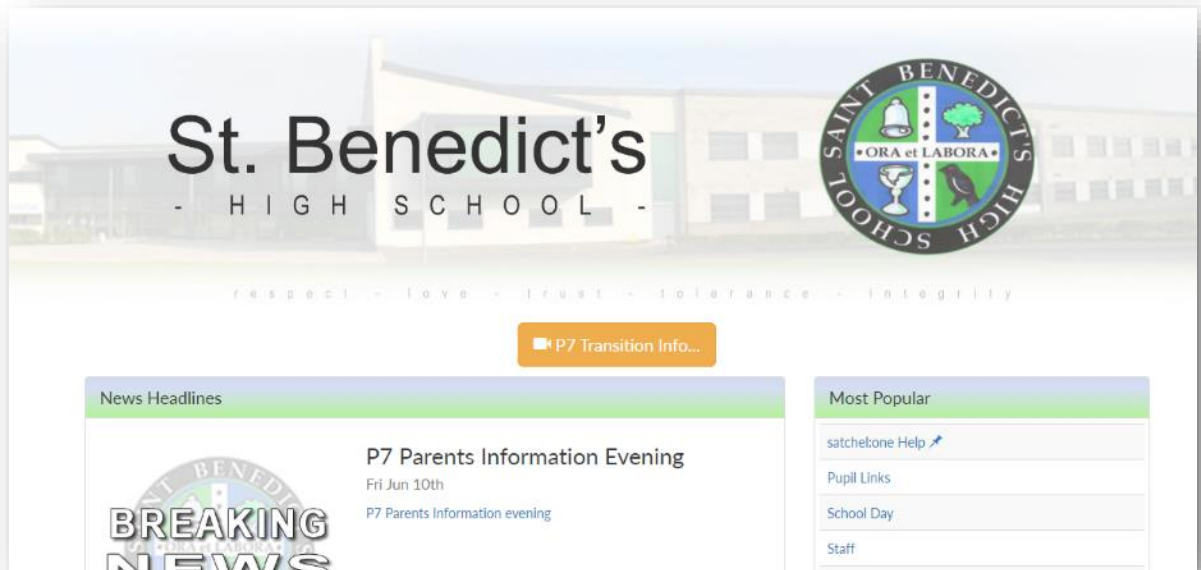 St. Benedict's
- HIGH SCHOOL -
SAINT BENEDICT'S HIGH SCHOOL
•ORA et LABORA•
respect - love - trust - tolerance - integrity
P7 Transition Info...
News Headlines
BREAKING
NEWS
P7 Parents Information Evening
Fri Jun 10th
P7 Parents Information evening
Most Popular
satchel:one Help
Pupil Links
School Day
Staff